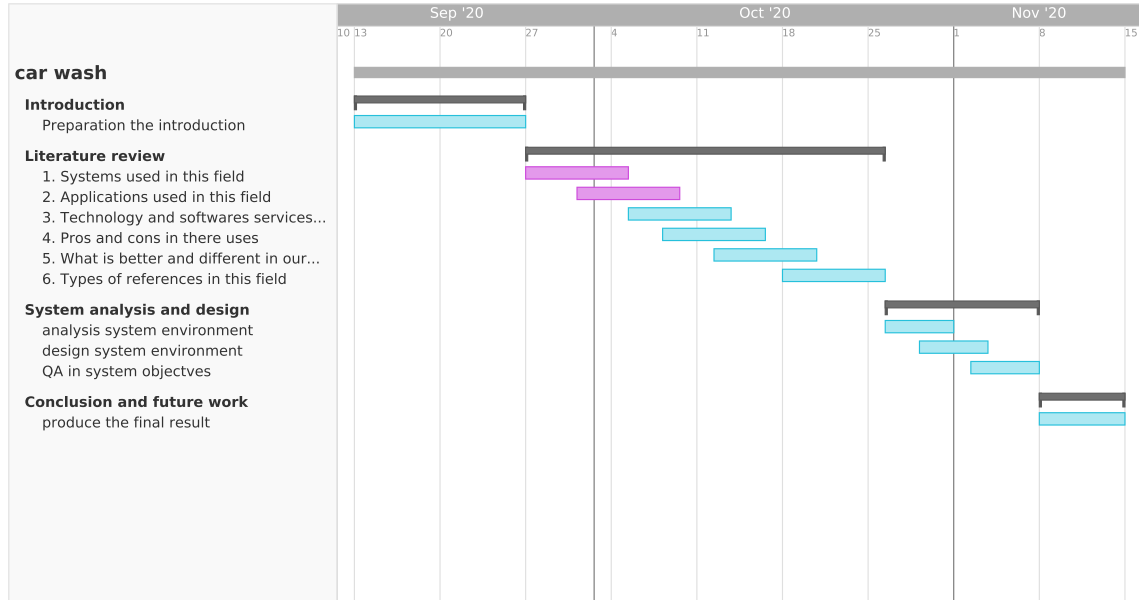 Sep '20 Oct '20 Nov '20
10 13 20 27 4 11 18 25 1 8 15
car wash
Introduction
Preparation the introduction
Literature review
1. Systems used in this field
2. Applications used in this field
3. Technology and softwares services...
4. Pros and cons in there uses
5. What is better and different in our...
6. Types of references in this field
System analysis and design
analysis system environment
design system environment
QA in system objectves
Conclusion and future work
produce the final result